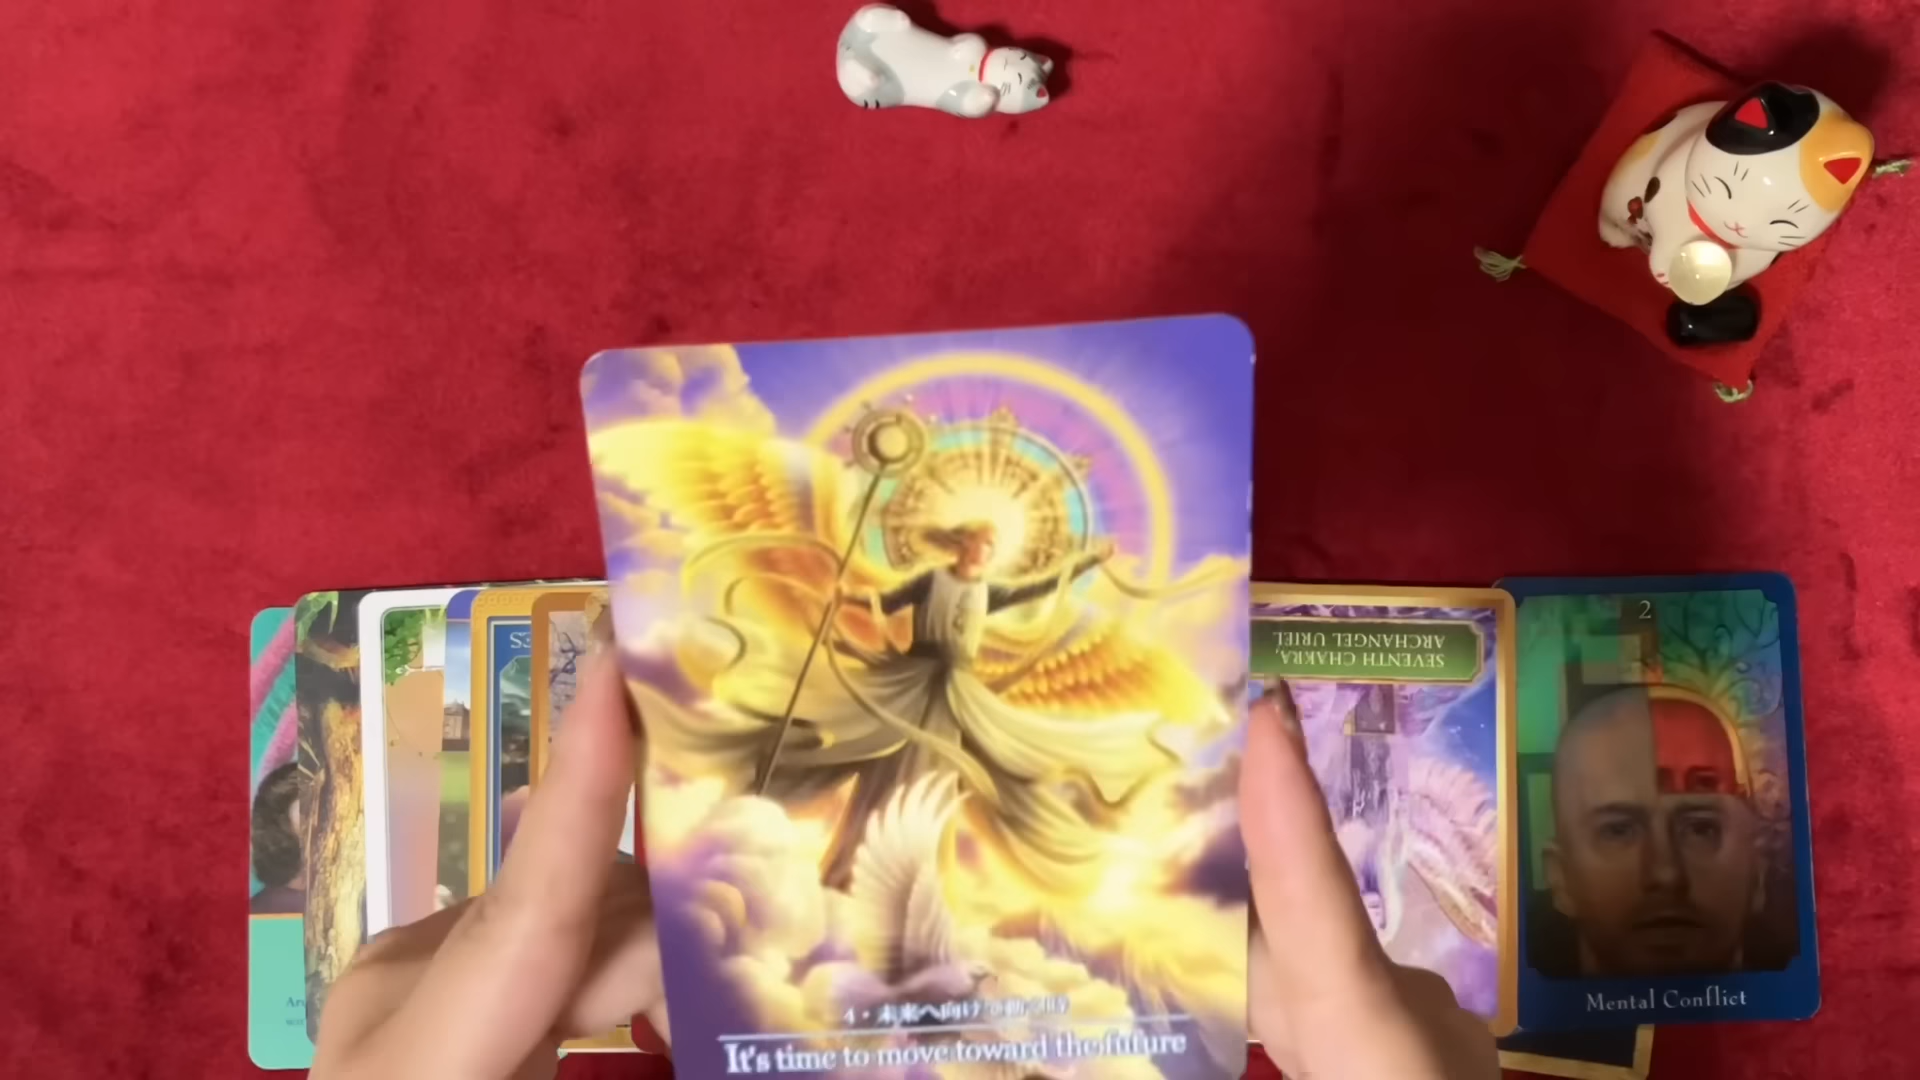 ES
SEVENTH CHAKRA,
ARCHANGEL URIEL
2
Mental Conflict
4・未来へ向けて動く時
It's time to move toward the future